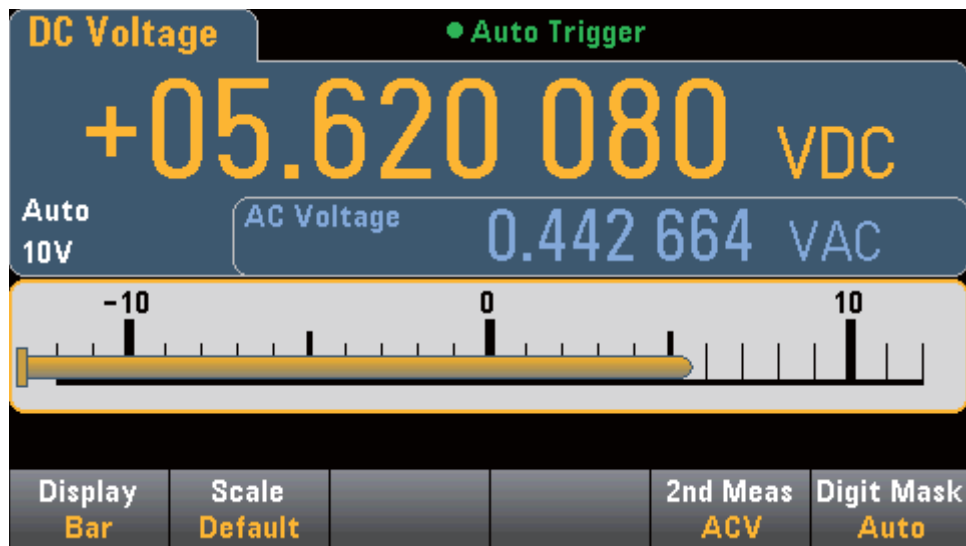 DC Voltage
● Auto Trigger
+05.620 080 VDC
Auto
10V
AC Voltage 0.442 664 VAC
-10 0 10
Display Scale 2nd Meas Digit Mask
Bar Default ACV Auto